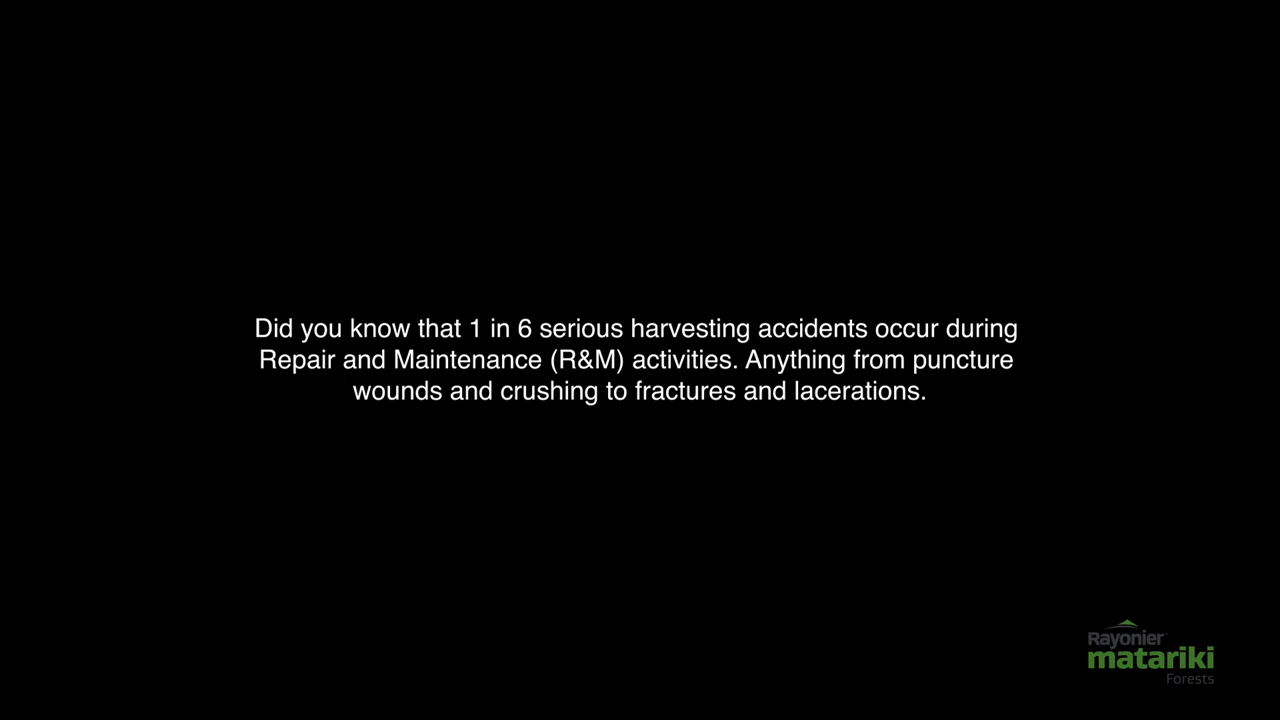 Did you know that 1 in 6 serious harvesting accidents occur during
Repair and Maintenance (R&M) activities. Anything from puncture
wounds and crushing to fractures and lacerations.
Rayonier
matariki
Forests